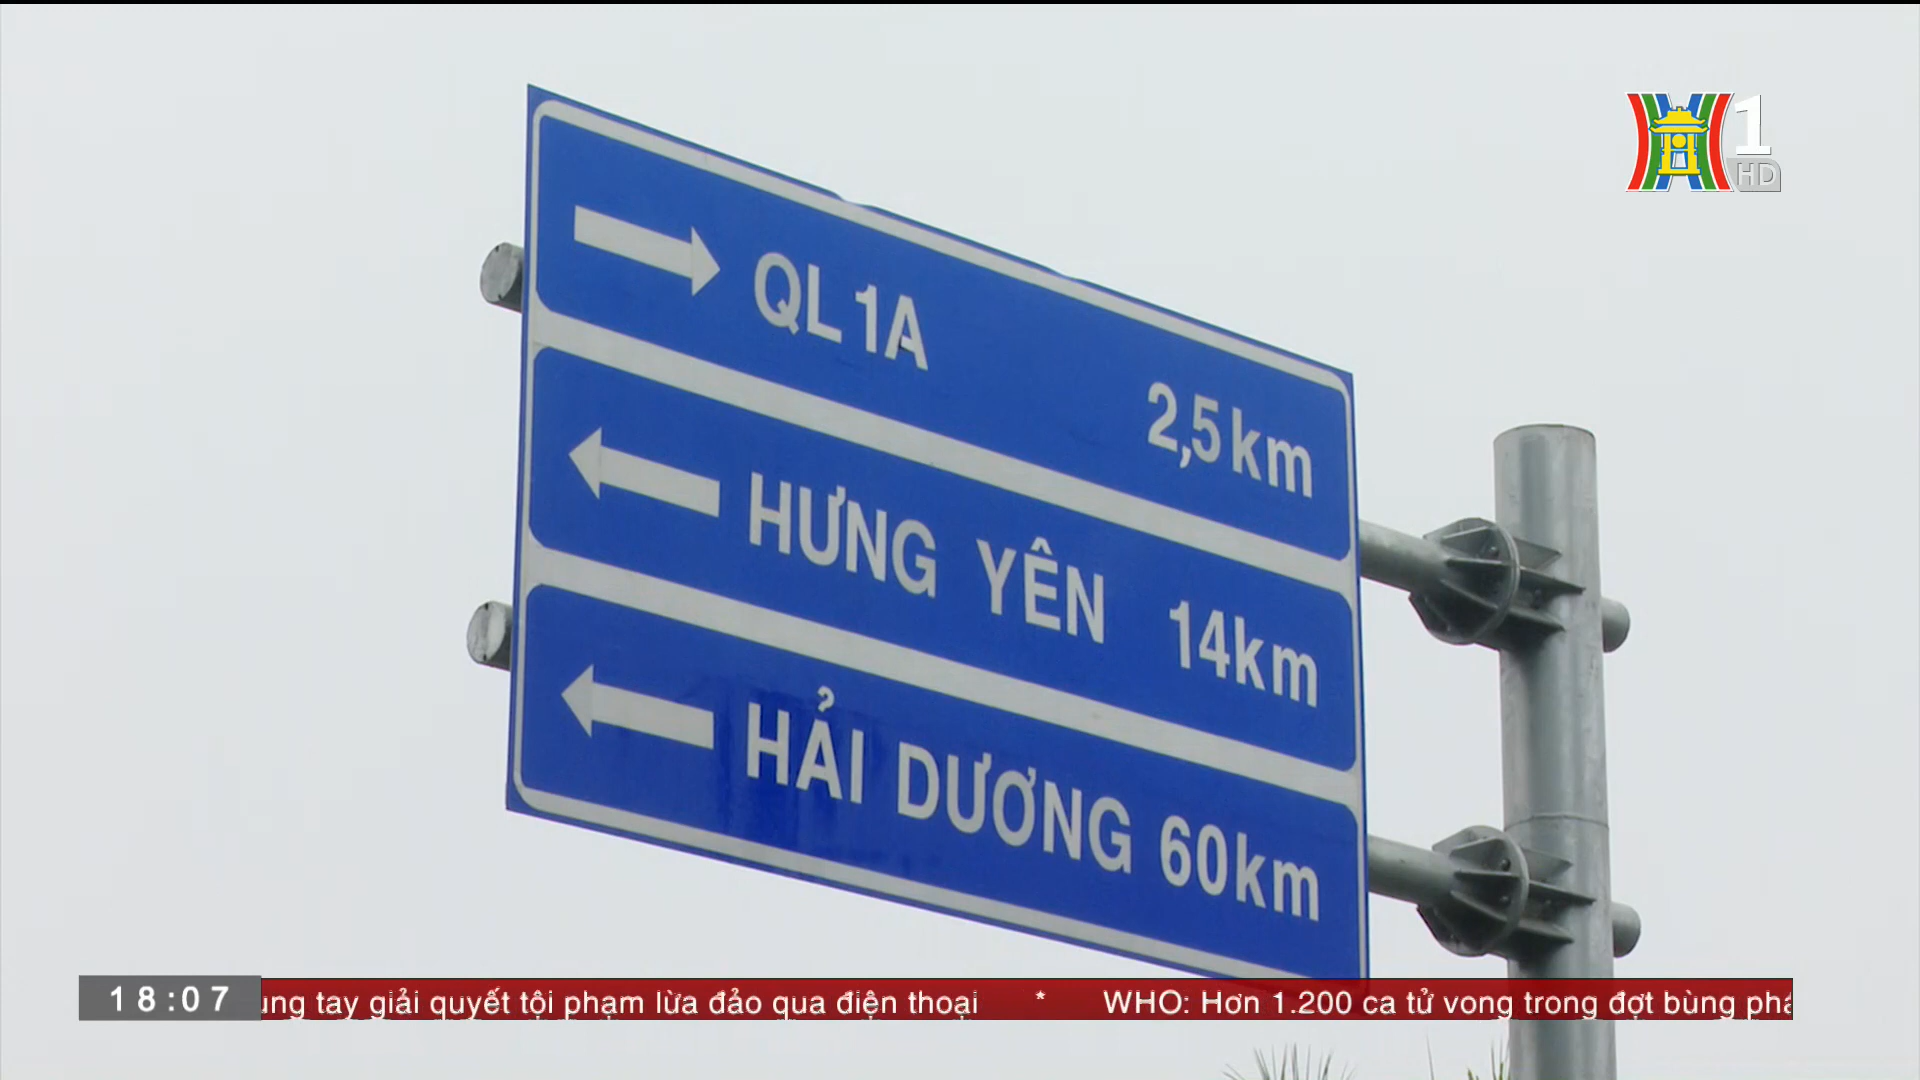 1
HD
QL1A 2,5km
HƯNG YÊN 14km
HẢI DƯƠNG 60km
18:07 tay giải quyết tội phạm lừa đảo qua điện thoại * WHO: Hơn 1.200 ca tử vong trong đợt bùng